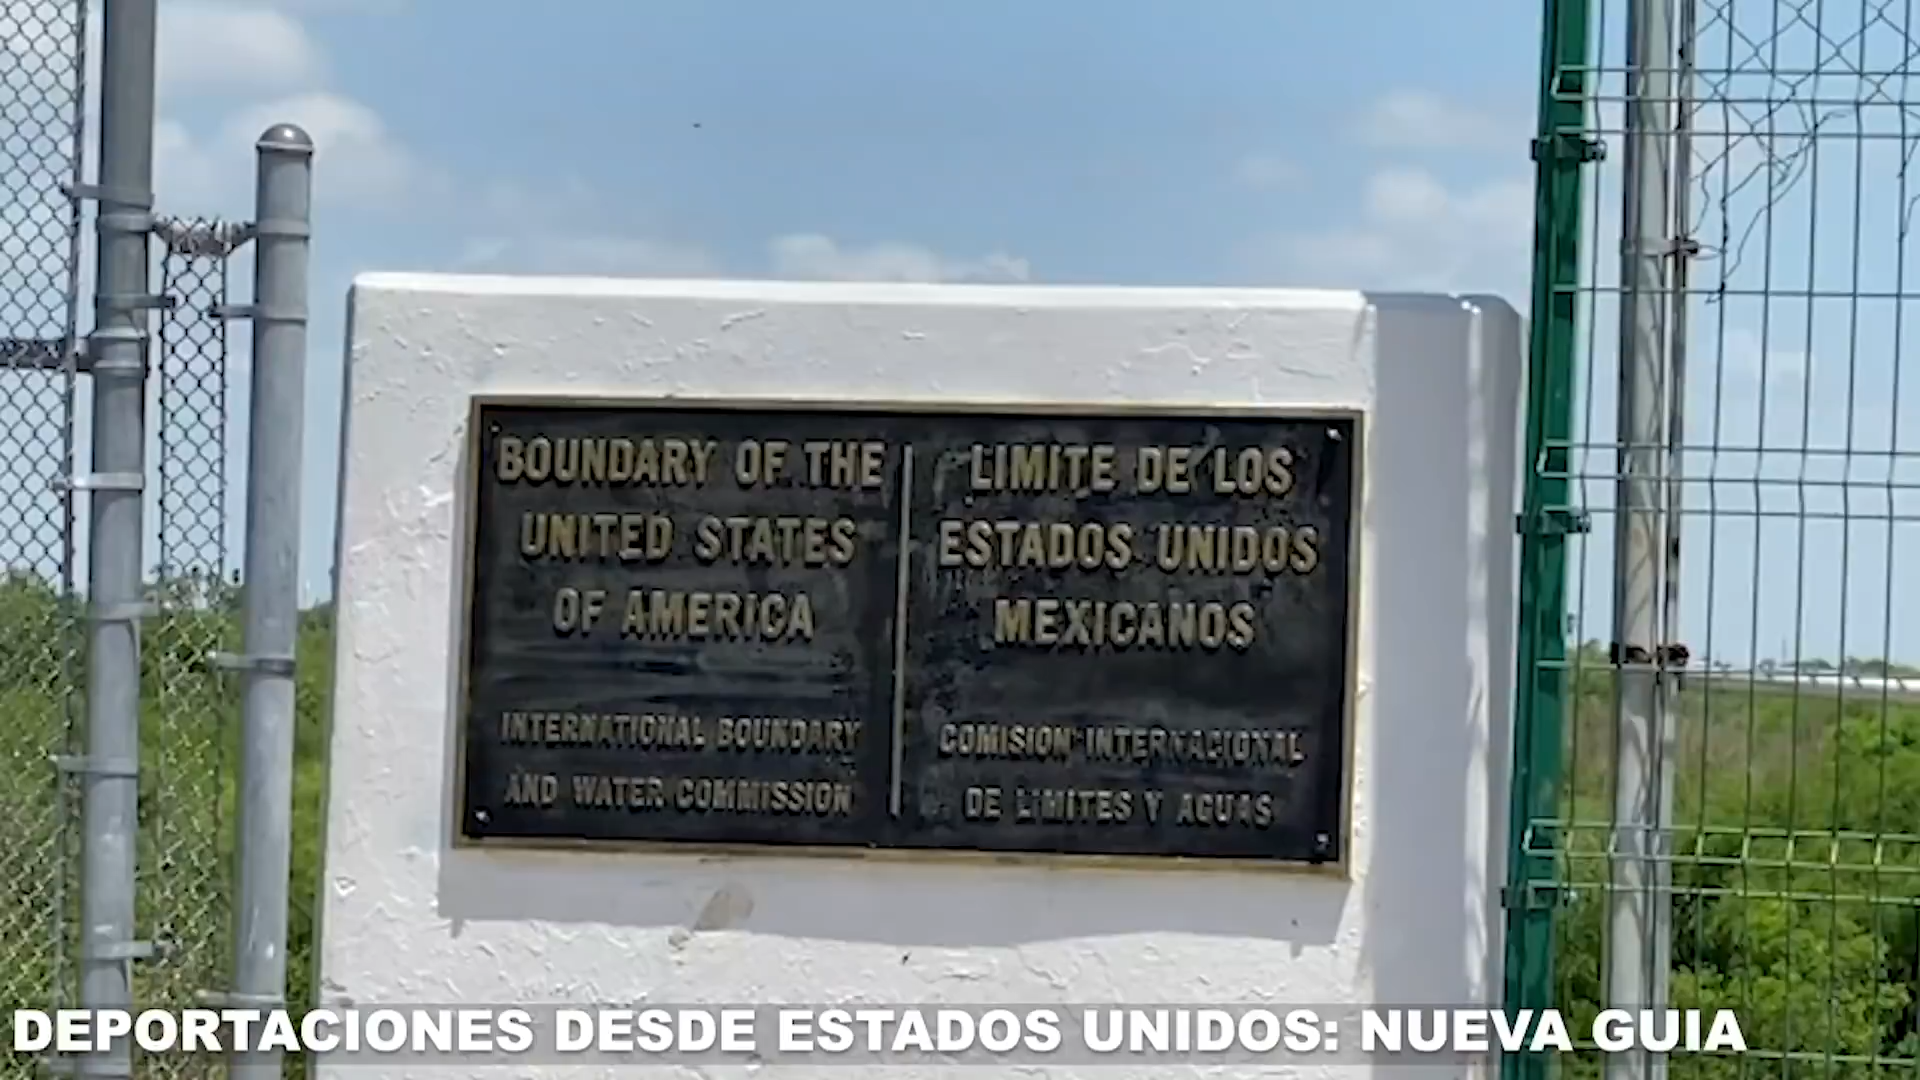 BOUNDARY OF THE
UNITED STATES
OF AMERICA
INTERNATIONAL BOUNDARY
AND WATER COMMISSION
LIMITE DE LOS
ESTADOS UNIDOS
MEXICANOS
COMISION INTERNACIONAL
DE LIMITES Y AGUAS
DEPORTACIONES DESDE ESTADOS UNIDOS: NUEVA GUIA